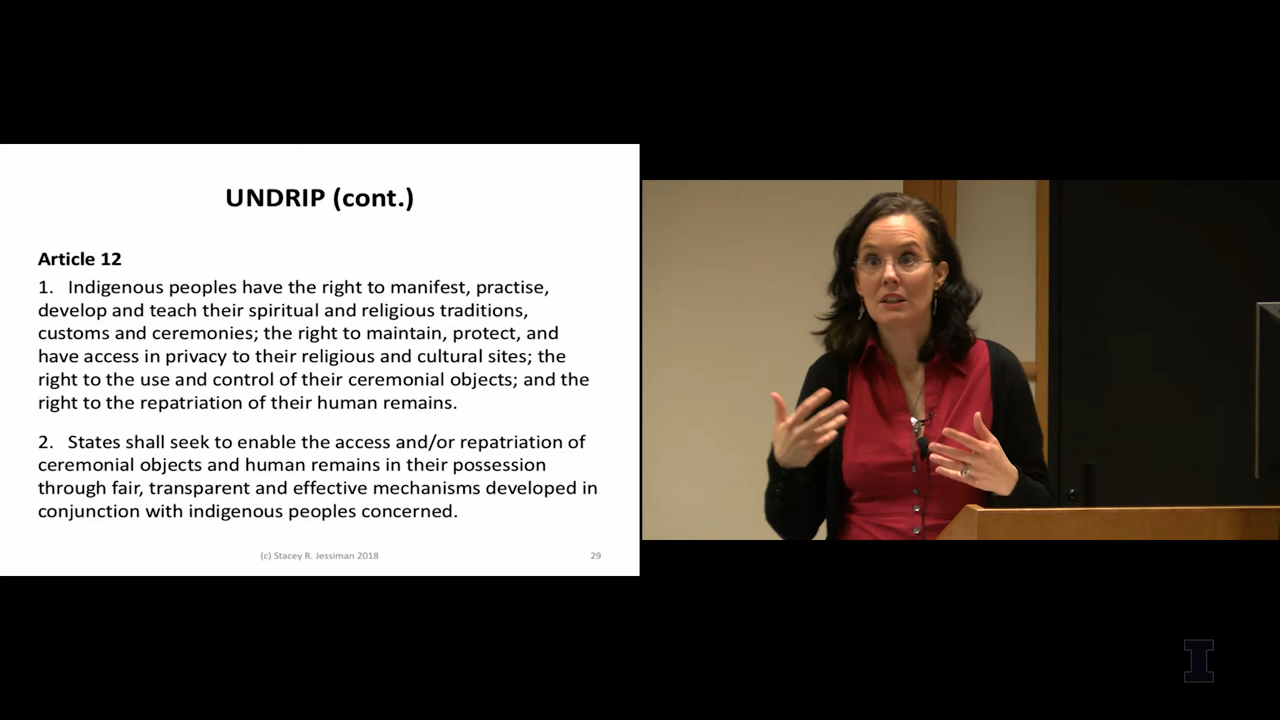 UNDRIP (cont.)
Article 12
1. Indigenous peoples have the right to manifest, practise,
develop and teach their spiritual and religious traditions,
customs and ceremonies; the right to maintain, protect, and
have access in privacy to their religious and cultural sites; the
right to the use and control of their ceremonial objects; and the
right to the repatriation of their human remains.
2. States shall seek to enable the access and/or repatriation of
ceremonial objects and human remains in their possession
through fair, transparent and effective mechanisms developed in
conjunction with indigenous peoples concerned.
(c) Stacey R. Jessiman 2018
29
I